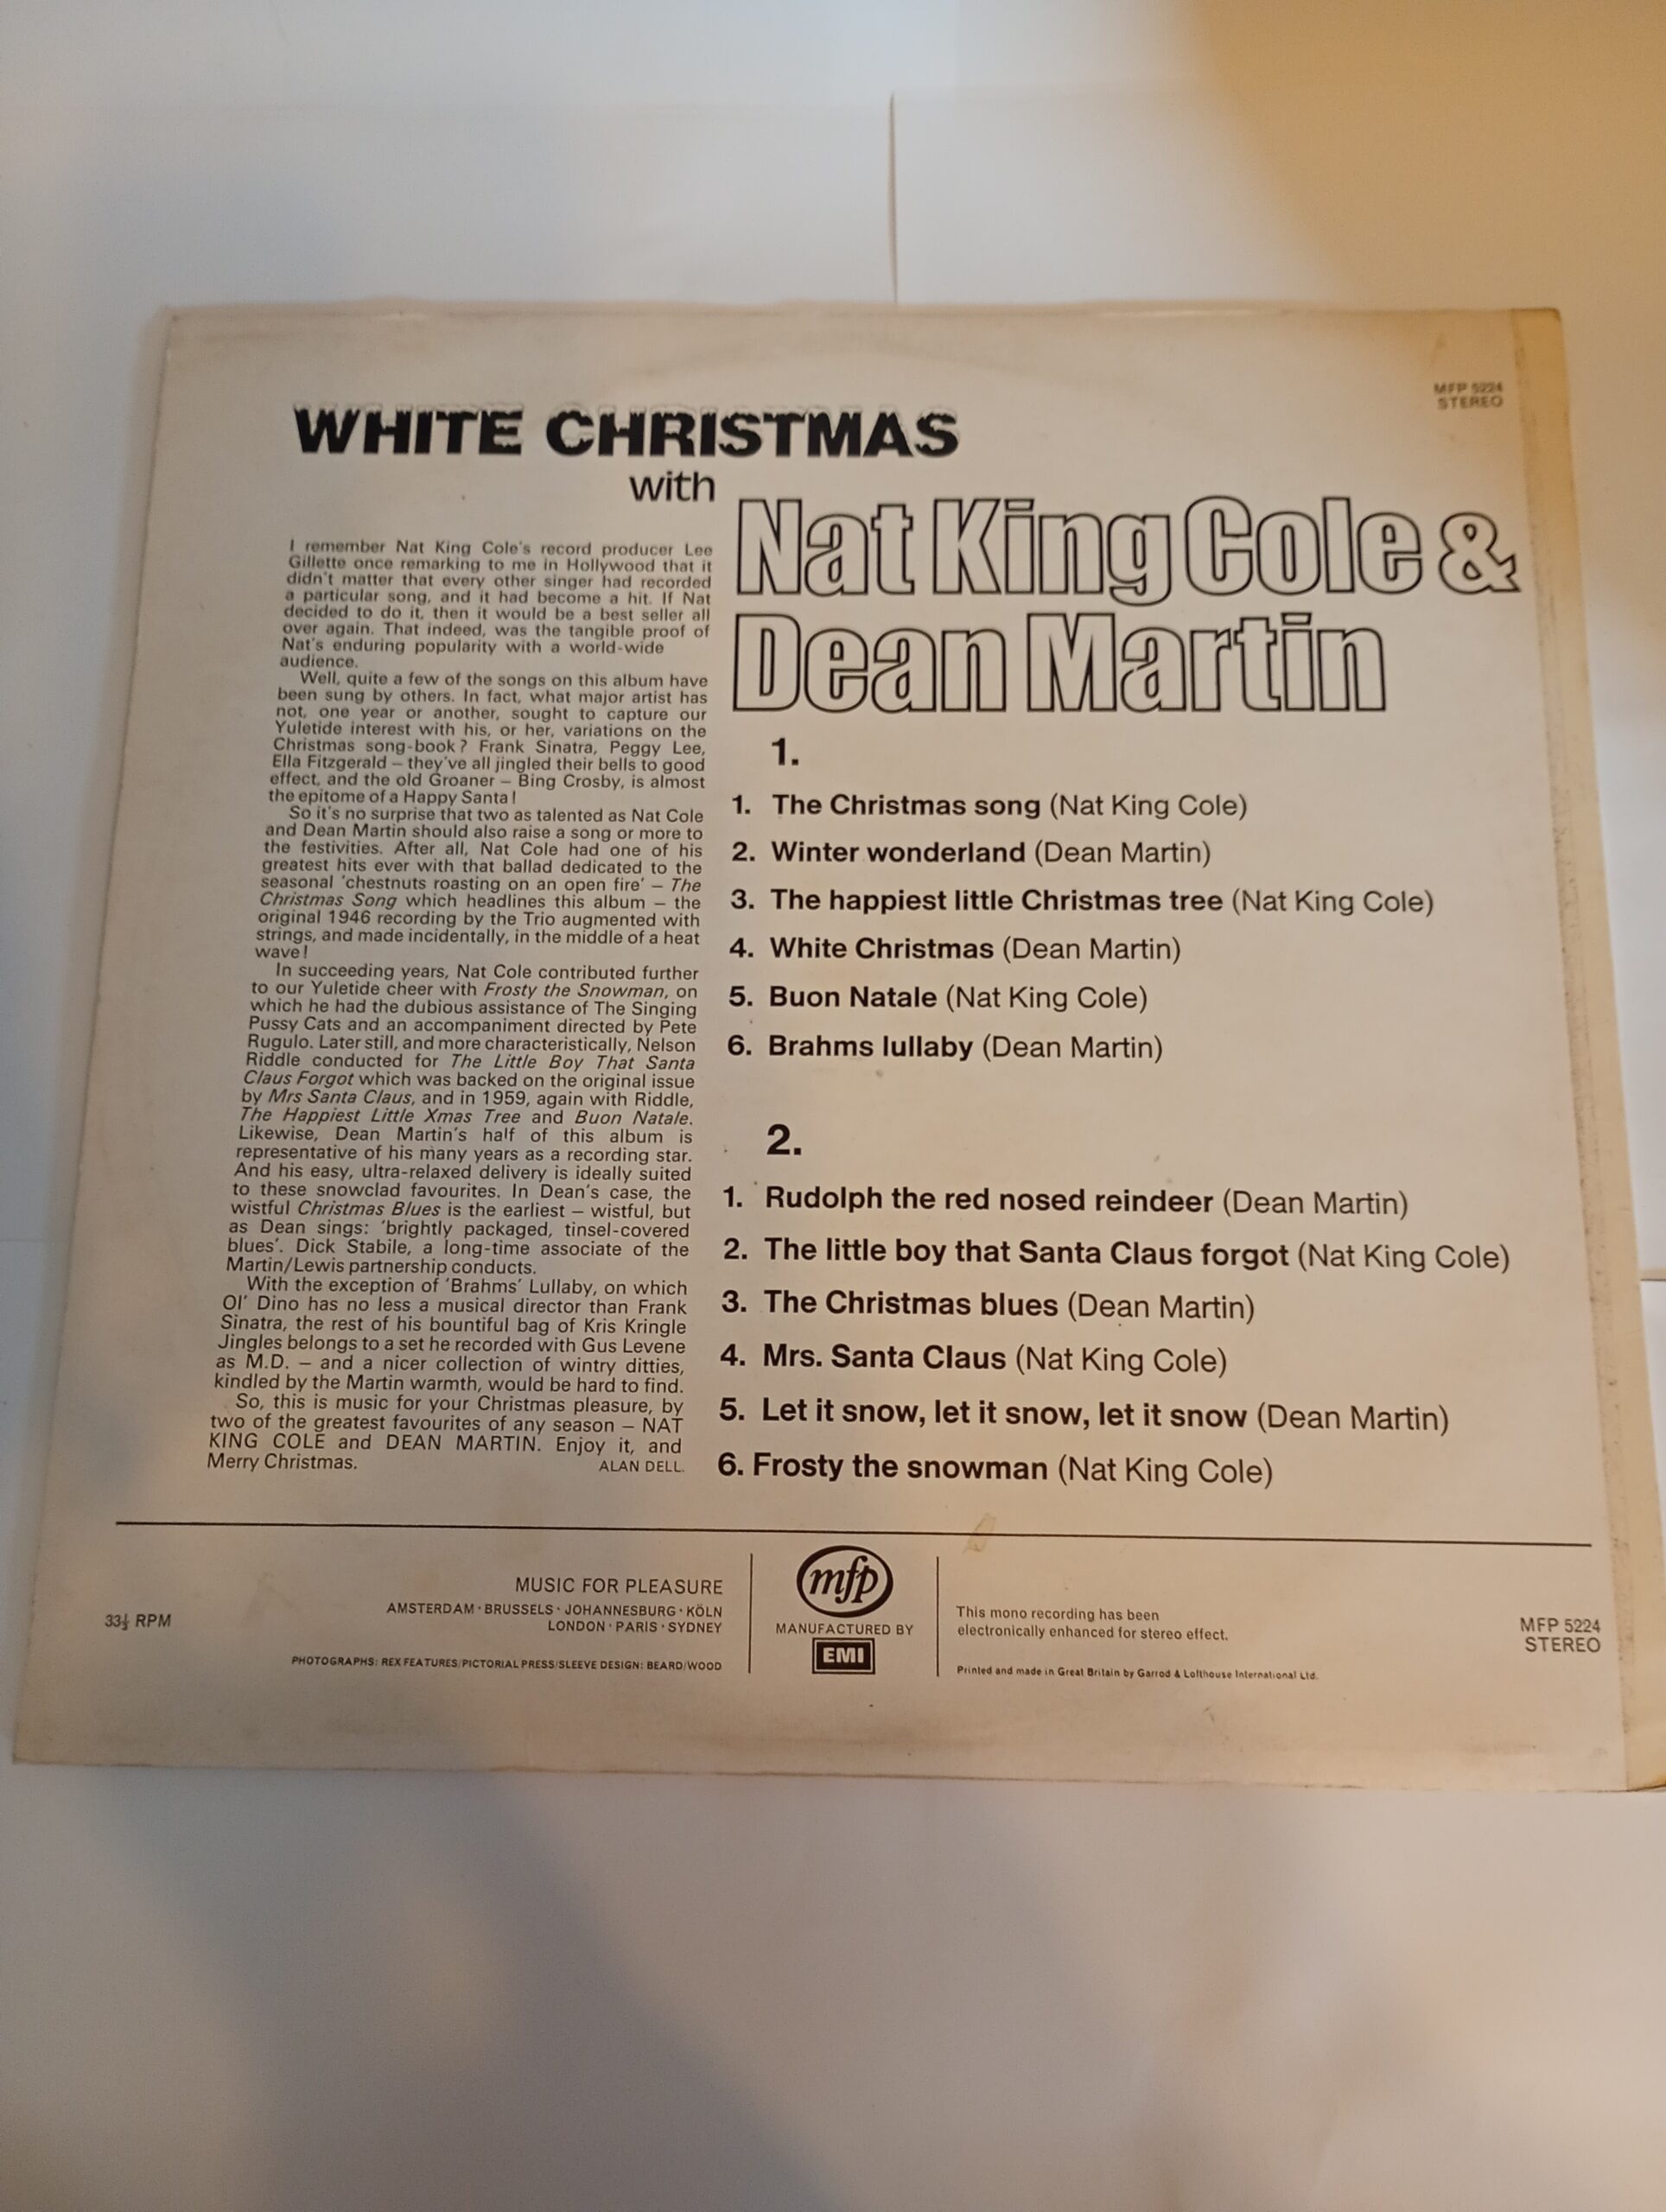 MFP 5224
STEREO
WHITE CHRISTMAS
with
Nat King Cole &
Dean Martin
I remember Nat King Cole's record producer Lee
Gillette once remarking to me in Hollywood that it
didn't matter that every other singer had recorded
a particular song, and it had become a hit. If Nat
decided to do it, then it would be a best seller all
over again. That indeed, was the tangible proof of
Nat's enduring popularity with a world-wide
audience.
Well, quite a few of the songs on this album have
been sung by others. In fact, what major artist has
not, one year or another, sought to capture our
Yuletide interest with his, or her, variations on the
Christmas song-book? Frank Sinatra, Peggy Lee,
Ella Fitzgerald – they've all jingled their bells to good
effect, and the old Groaner – Bing Crosby, is almost
the epitome of a Happy Santa!
So it's no surprise that two as talented as Nat Cole
and Dean Martin should also raise a song or more to
the festivities. After all, Nat Cole had one of his
greatest hits ever with that ballad dedicated to the
seasonal 'chestnuts roasting on an open fire' – The
Christmas Song which headlines this album – the
original 1946 recording by the Trio augmented with
strings, and made incidentally, in the middle of a heat
wave!
In succeeding years, Nat Cole contributed further
to our Yuletide cheer with Frosty the Snowman, on
which he had the dubious assistance of The Singing
Pussy Cats and an accompaniment directed by Pete
Rugulo. Later still, and more characteristically, Nelson
Riddle conducted for The Little Boy That Santa
Claus Forgot which was backed on the original issue
by Mrs Santa Claus, and in 1959, again with Riddle,
The Happiest Little Xmas Tree and Buon Natale.
Likewise, Dean Martin's half of this album is
representative of his many years as a recording star.
And his easy, ultra-relaxed delivery is ideally suited
to these snowclad favourites. In Dean's case, the
wistful Christmas Blues is the earliest – wistful, but
as Dean sings: 'brightly packaged, tinsel-covered
blues'. Dick Stabile, a long-time associate of the
Martin/Lewis partnership conducts.
With the exception of 'Brahms' Lullaby, on which
Ol' Dino has no less a musical director than Frank
Sinatra, the rest of his bountiful bag of Kris Kringle
Jingles belongs to a set he recorded with Gus Levene
as M.D. – and a nicer collection of wintry ditties,
kindled by the Martin warmth, would be hard to find.
So, this is music for your Christmas pleasure, by
two of the greatest favourites of any season – NAT
KING COLE and DEAN MARTIN. Enjoy it, and
Merry Christmas. ALAN DELL.
1.
1. The Christmas song (Nat King Cole)
2. Winter wonderland (Dean Martin)
3. The happiest little Christmas tree (Nat King Cole)
4. White Christmas (Dean Martin)
5. Buon Natale (Nat King Cole)
6. Brahms lullaby (Dean Martin)
2.
1. Rudolph the red nosed reindeer (Dean Martin)
2. The little boy that Santa Claus forgot (Nat King Cole)
3. The Christmas blues (Dean Martin)
4. Mrs. Santa Claus (Nat King Cole)
5. Let it snow, let it snow, let it snow (Dean Martin)
6. Frosty the snowman (Nat King Cole)
33⅓ RPM
MUSIC FOR PLEASURE
AMSTERDAM · BRUSSELS · JOHANNESBURG · KÖLN
LONDON · PARIS · SYDNEY
PHOTOGRAPHS: REX FEATURES/PICTORIAL PRESS/SLEEVE DESIGN: BEARD/WOOD
mfp
MANUFACTURED BY
EMI
This mono recording has been
electronically enhanced for stereo effect.
Printed and made in Great Britain by Garrod & Lofthouse International Ltd.
MFP 5224
STEREO